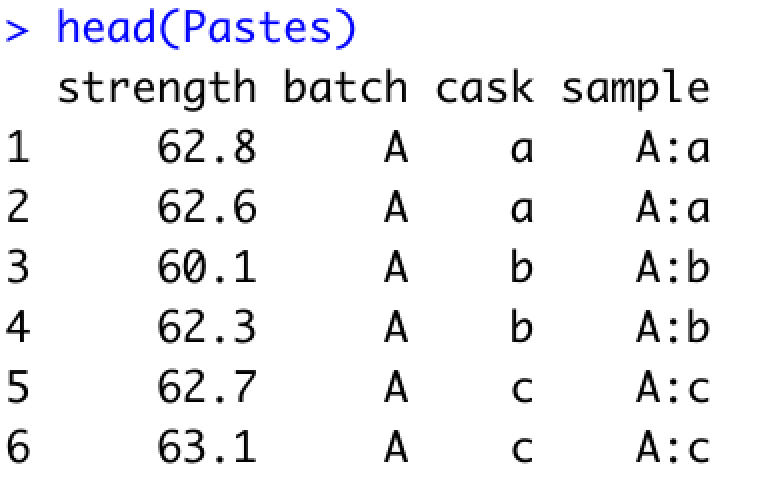 > head(Pastes)
strength batch cask sample
1 62.8 A a A:a
2 62.6 A a A:a
3 60.1 A b A:b
4 62.3 A b A:b
5 62.7 A c A:c
6 63.1 A c A:c